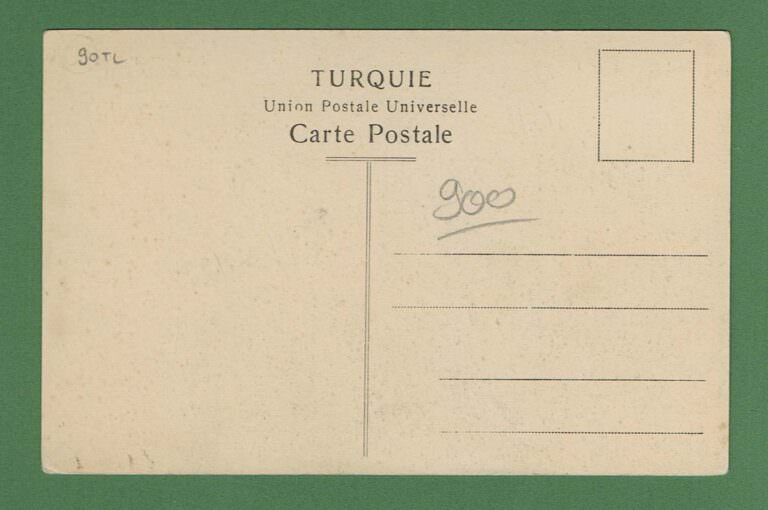 90TL
TURQUIE
Union Postale Universelle
Carte Postale
900